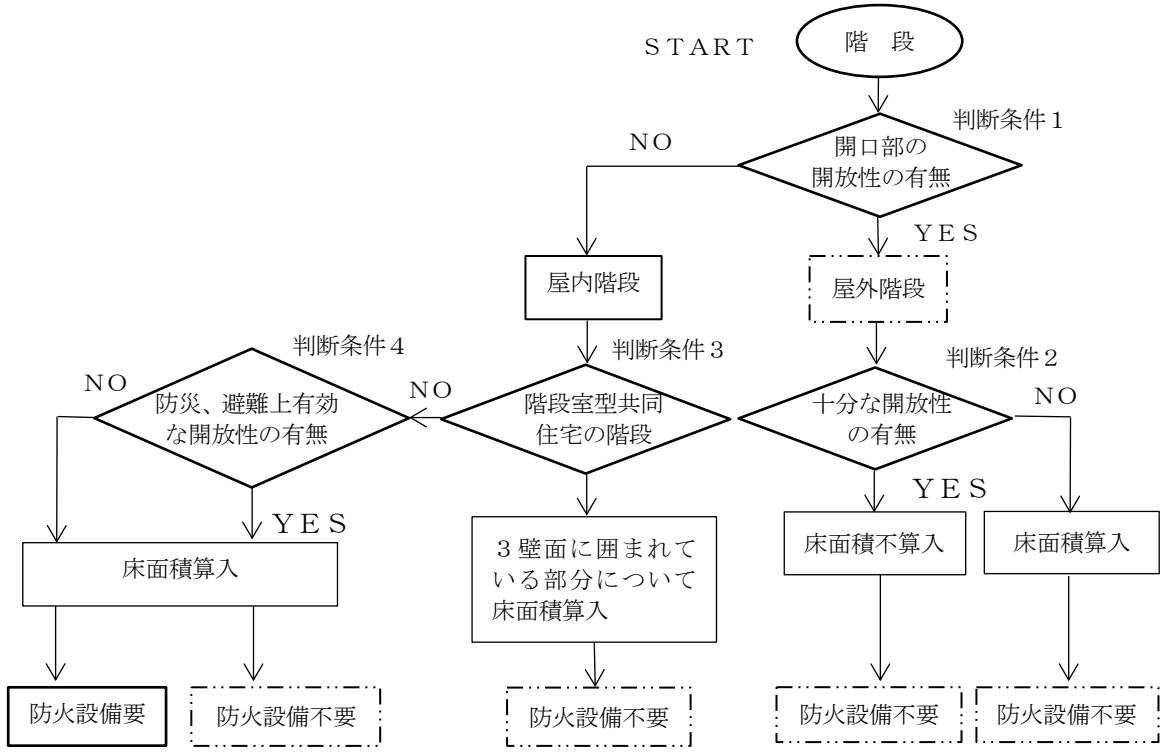 ＳＴＡＲＴ
階　段
判断条件１
開口部の
開放性の有無
ＮＯ
ＹＥＳ
屋内階段
屋外階段
判断条件４
判断条件３
判断条件２
ＮＯ
防災、避難上有効
な開放性の有無
ＮＯ
階段室型共同
住宅の階段
十分な開放性
の有無
ＮＯ
ＹＥＳ
ＹＥＳ
床面積算入
３壁面に囲まれて
いる部分について
床面積算入
床面積不算入
床面積算入
防火設備要
防火設備不要
防火設備不要
防火設備不要
防火設備不要